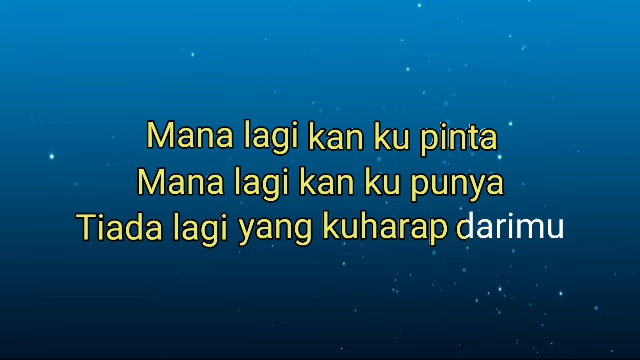 Mana lagi kan ku pinta
Mana lagi kan ku punya
Tiada lagi yang kuharap darimu